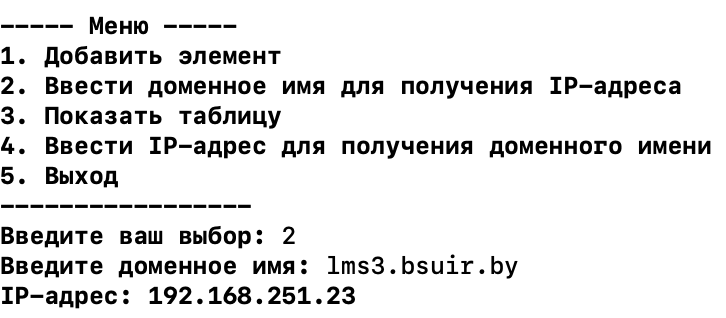 ----- Меню -----
1. Добавить элемент
2. Ввести доменное имя для получения IP-адреса
3. Показать таблицу
4. Ввести IP-адрес для получения доменного имени
5. Выход
-----------------
Введите ваш выбор: 2
Введите доменное имя: lms3.bsuir.by
IP-адрес: 192.168.251.23